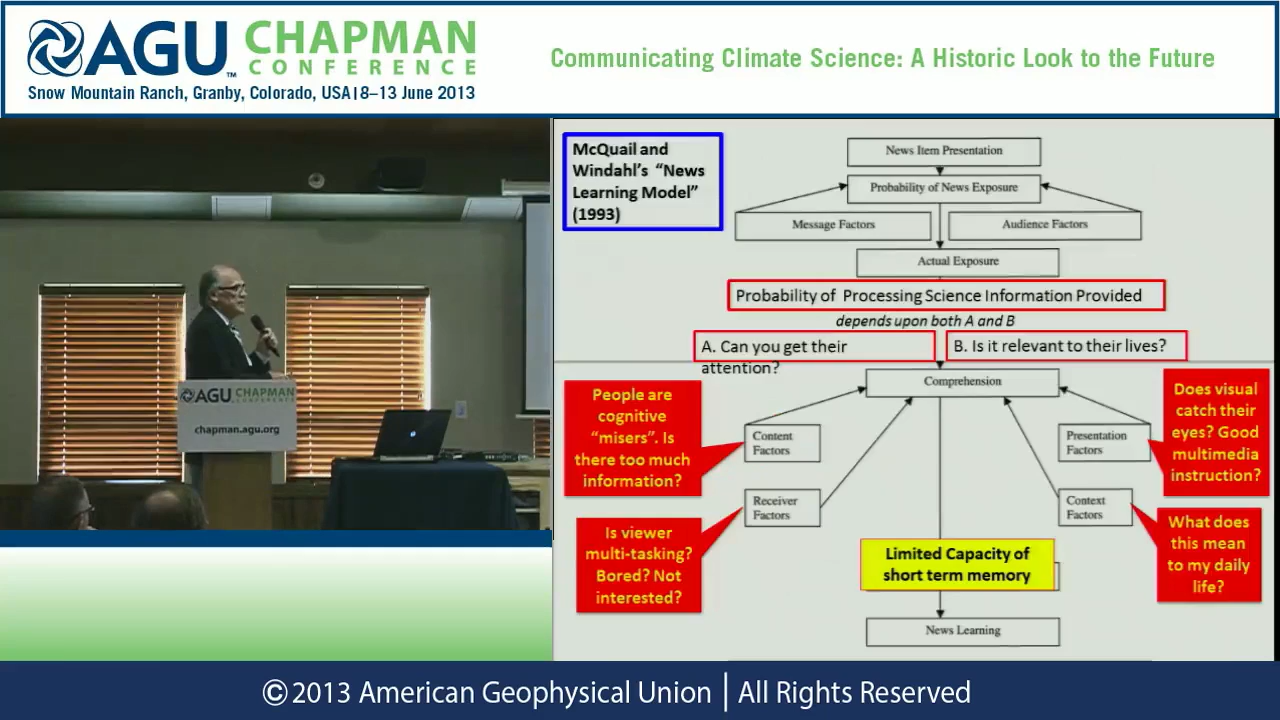 AGU CHAPMAN
™
CONFERENCE
Snow Mountain Ranch, Granby, Colorado, USA|8–13 June 2013
Communicating Climate Science: A Historic Look to the Future
AGU CHAPMAN
CONFERENCE
chapman.agu.org
McQuail and
Windahl's "News
Learning Model"
(1993)
News Item Presentation
Probability of News Exposure
Message Factors
Audience Factors
Actual Exposure
Probability of Processing Science Information Provided
depends upon both A and B
A. Can you get their
attention?
B. Is it relevant to their lives?
Comprehension
People are
cognitive
"misers". Is
there too much
information?
Content
Factors
Presentation
Factors
Does visual
catch their
eyes? Good
multimedia
instruction?
Receiver
Factors
Context
Factors
Is viewer
multi-tasking?
Bored? Not
interested?
What does
this mean
to my daily
life?
Limited Capacity of
short term memory
News Learning
©2013 American Geophysical Union | All Rights Reserved